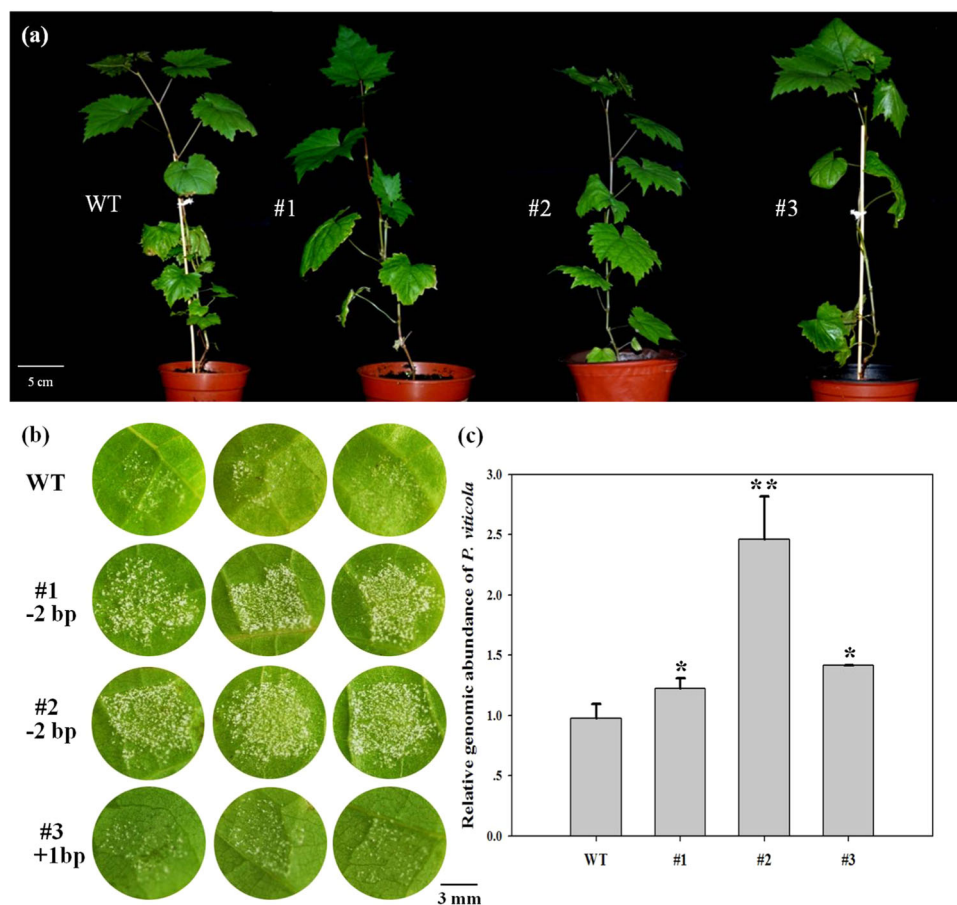 (a)
WT
#1
#2
#3
5 cm
(b)
WT
#1
-2 bp
#2
-2 bp
#3
+1bp
3 mm
(c)
Relative genomic abundance of P. viticola
3.0
2.5
2.0
1.5
1.0
.5
0.0
*
**
*
WT
#1
#2
#3